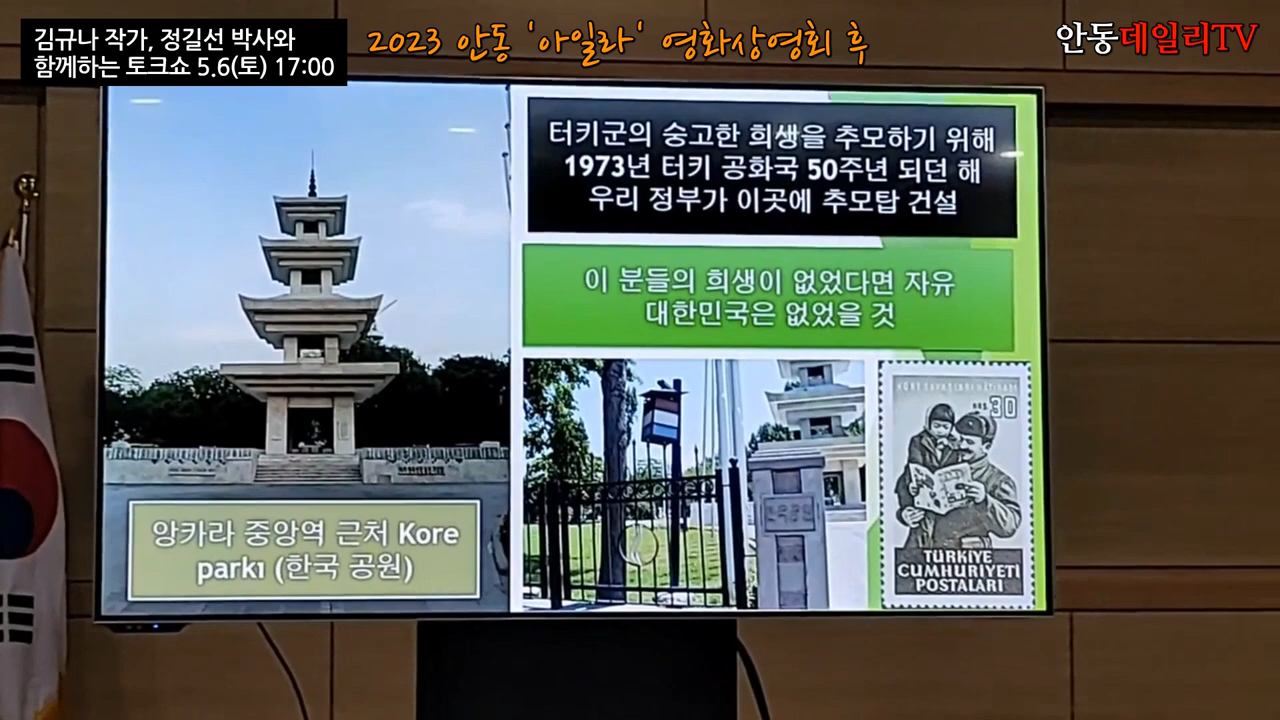 김규나 작가, 정길선 박사와
함께하는 토크쇼 5.6(토) 17:00
2023 안동 '아일라' 영화상영회 후
안동데일리TV
터키군의 숭고한 희생을 추모하기 위해
1973년 터키 공화국 50주년 되던 해
우리 정부가 이곳에 추모탑 건설
이 분들의 희생이 없었다면 자유
대한민국은 없었을 것
앙카라 중앙역 근처 Kore
parkı (한국 공원)
30
TÜRKİYE
CUMHURİYETİ
POSTALARI